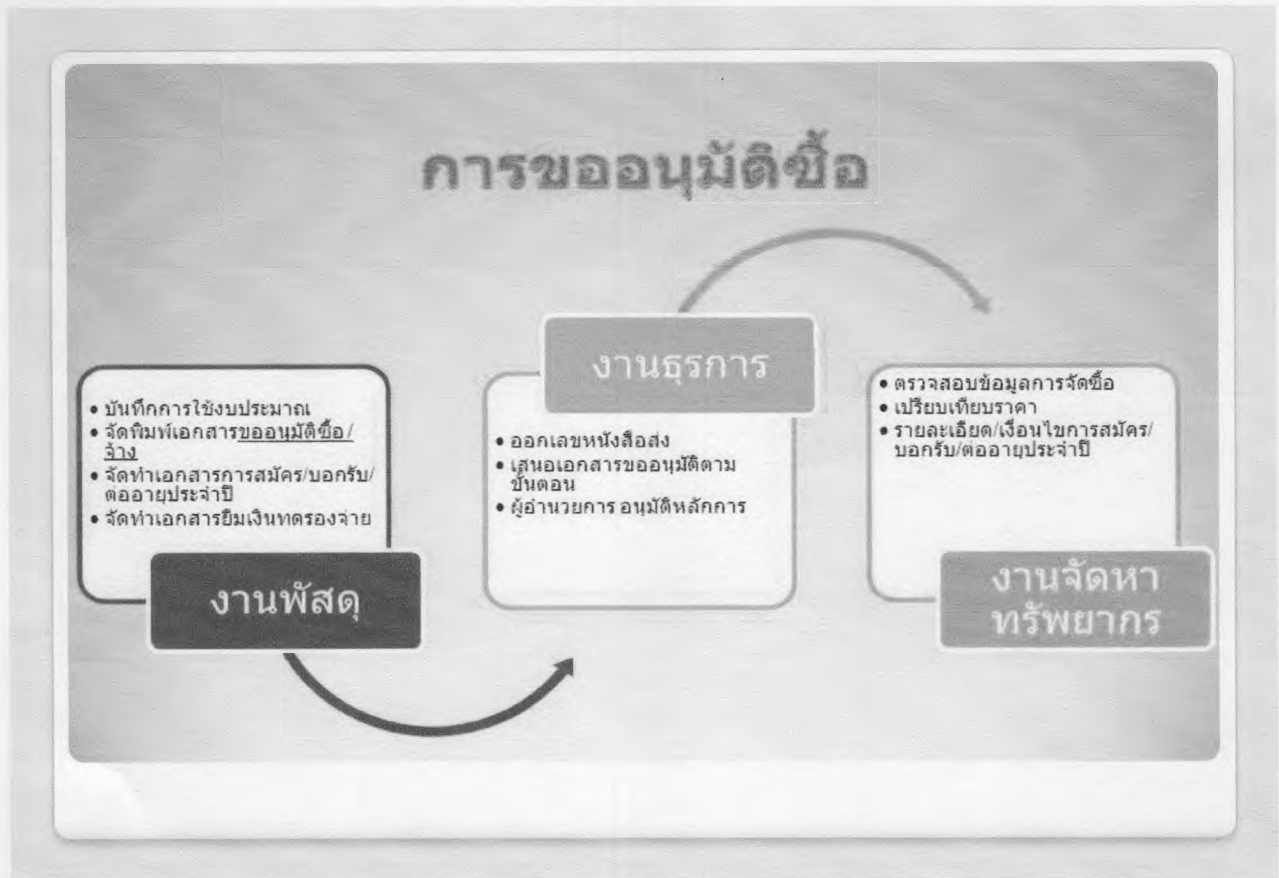 การขออนุมัติซื้อ
• บันทึกการใช้งบประมาณ
• จัดพิมพ์เอกสารขออนุมัติซื้อ/
จ้าง
• จัดทำเอกสารการสมัคร/บอกรับ/
ต่ออายุประจำปี
• จัดทำเอกสารยืมเงินทดรองจ่าย
งานพัสดุ
งานธุรการ
• ออกเลขหนังสือส่ง
• เสนอเอกสารขออนุมัติตาม
ขั้นตอน
• ผู้อำนวยการ อนุมัติหลักการ
• ตรวจสอบข้อมูลการจัดซื้อ
• เปรียบเทียบราคา
• รายละเอียด/เงื่อนไขการสมัคร/
บอกรับ/ต่ออายุประจำปี
งานจัดหา
ทรัพยากร